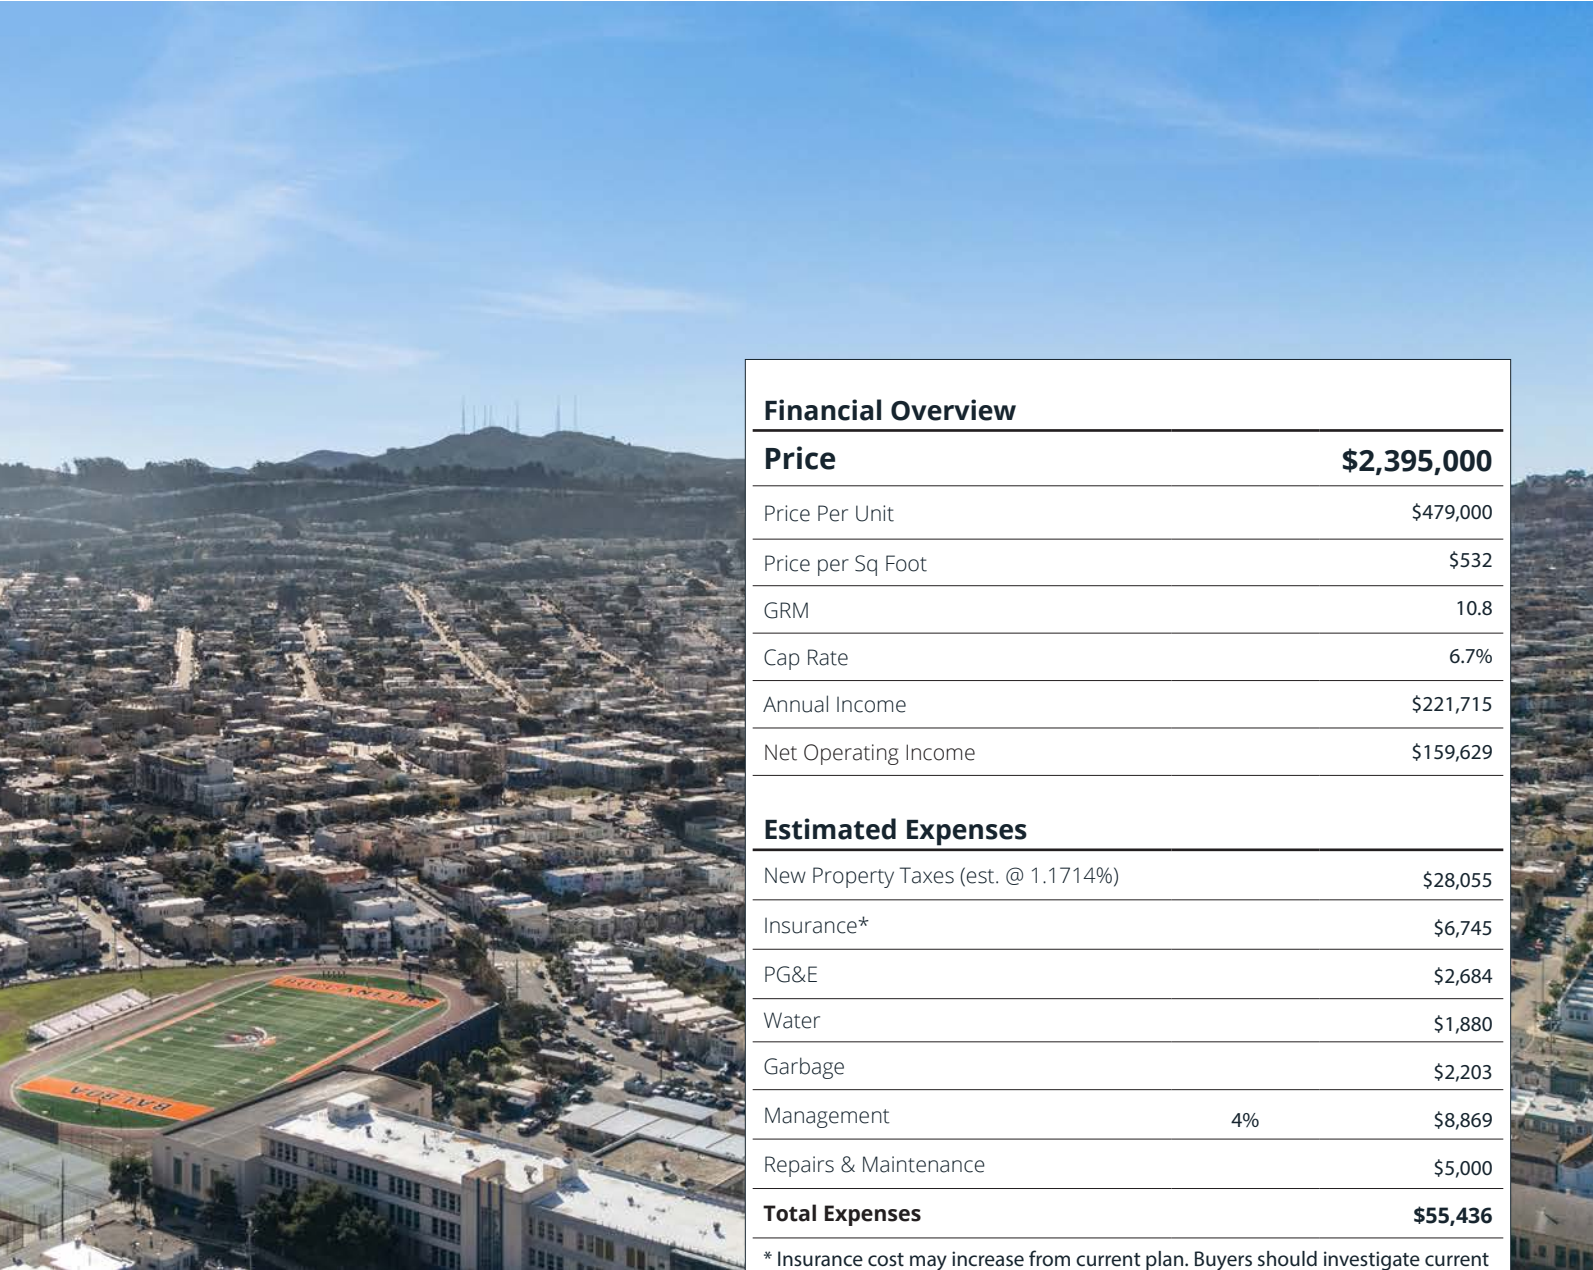 Financial Overview
Price $2,395,000
Price Per Unit $479,000
Price per Sq Foot $532
GRM 10.8
Cap Rate 6.7%
Annual Income $221,715
Net Operating Income $159,629
Estimated Expenses
New Property Taxes (est. @ 1.1714%) $28,055
Insurance* $6,745
PG&E $2,684
Water $1,880
Garbage $2,203
Management 4% $8,869
Repairs & Maintenance $5,000
Total Expenses $55,436
* Insurance cost may increase from current plan. Buyers should investigate current
BUCCANEERS
BALBOA